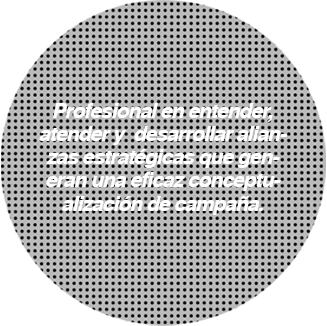 Profesional en entender,
atender y  desarrollar alian-
zas estratégicas que gen-
eran una eficaz conceptu-
alización de campaña.